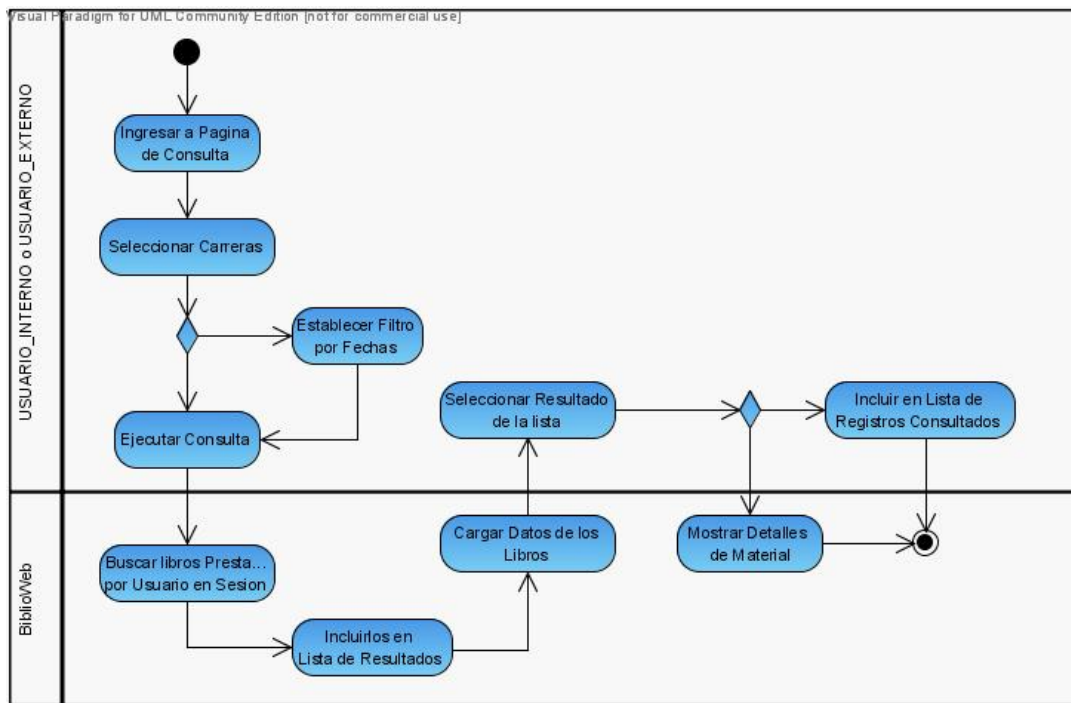 Visual Paradigm for UML Community Edition [not for commercial use]
USUARIO_INTERNO o USUARIO_EXTERNO
Ingresar a Pagina
de Consulta
Seleccionar Carreras
Establecer Filtro
por Fechas
Ejecutar Consulta
Seleccionar Resultado
de la lista
Incluir en Lista de
Registros Consultados
BiblioWeb
Buscar libros Presta...
por Usuario en Sesion
Incluirlos en
Lista de Resultados
Cargar Datos de los
Libros
Mostrar Detalles
de Material